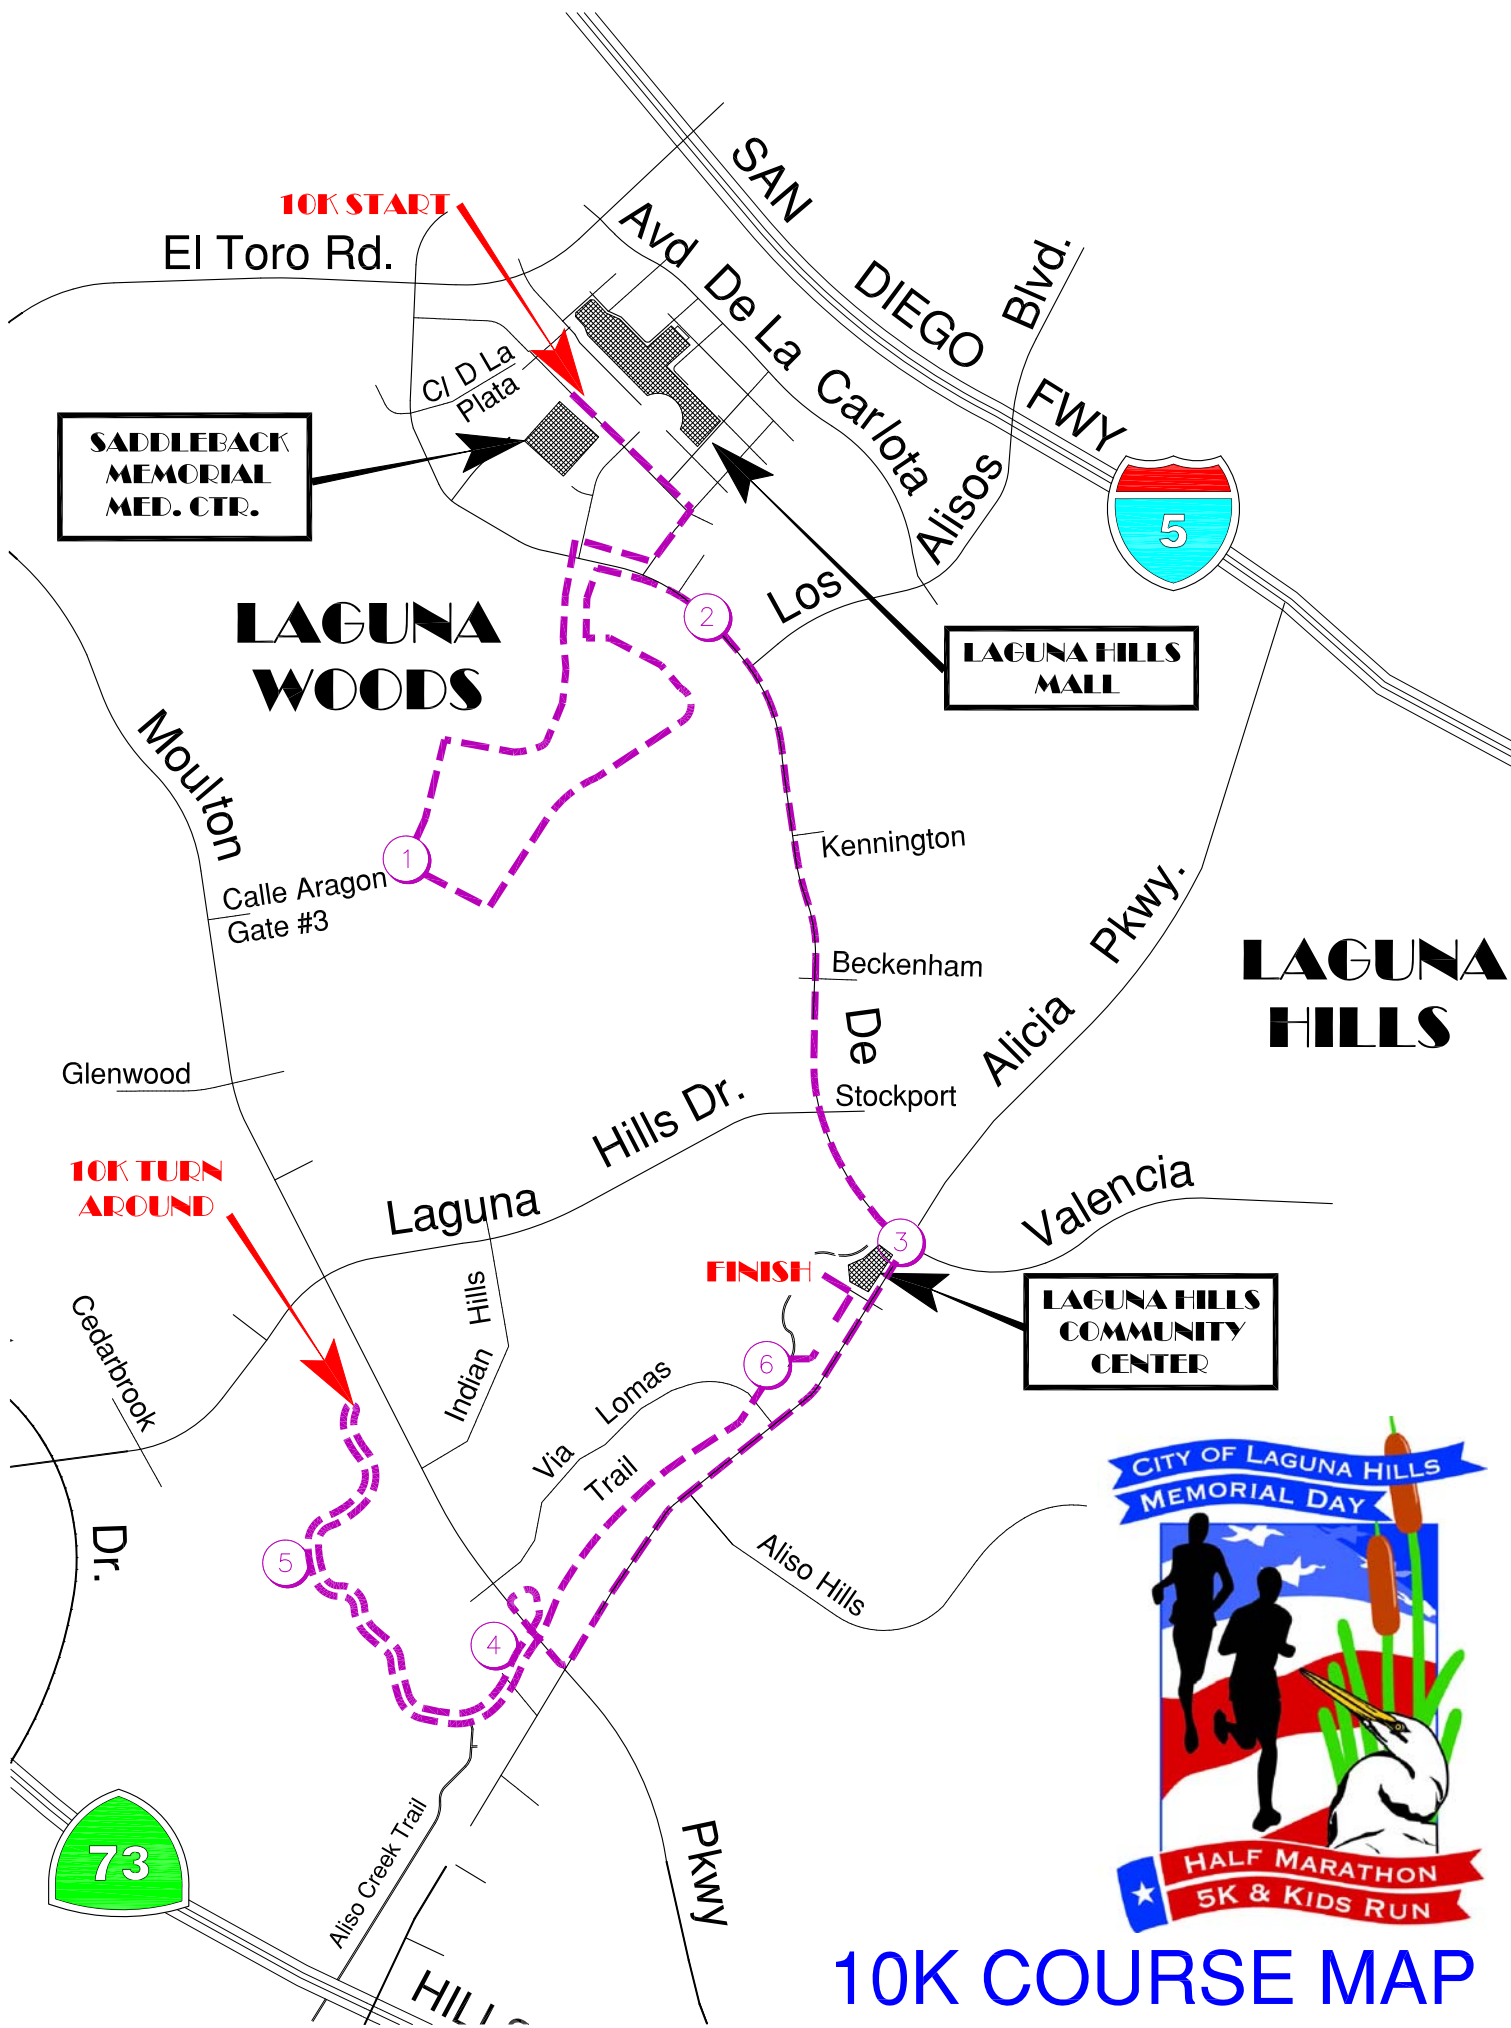 SAN
DIEGO
FWY
10K START
El Toro Rd.
Avd De La Carlota
Blvd.
C/ D La
Plata
SADDLEBACK
MEMORIAL
MED. CTR.
Alisos
5
Los
2
LAGUNA
WOODS
LAGUNA HILLS
MALL
Moulton
Kennington
1
Calle Aragon
Gate #3
Pkwy.
Beckenham
LAGUNA
HILLS
De
Alicia
Glenwood
Stockport
Hills Dr.
10K TURN
AROUND
Laguna
Valencia
3
FINISH
LAGUNA HILLS
COMMUNITY
CENTER
Hills
Indian
Cedarbrook
6
Lomas
Via
Trail
CITY OF LAGUNA HILLS
MEMORIAL DAY
Dr.
5
Aliso Hills
4
73
Aliso Creek Trail
Pkwy
HALF MARATHON
5K & KIDS RUN
10K COURSE MAP